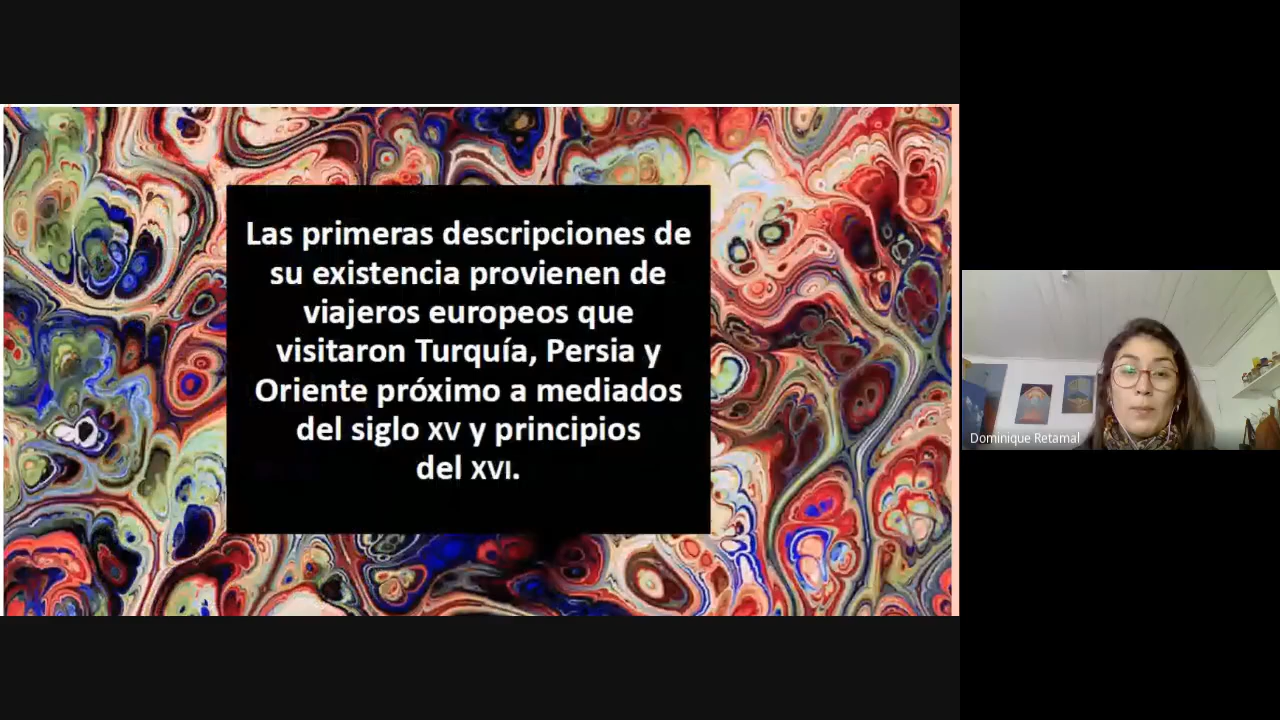 Las primeras descripciones de
su existencia provienen de
viajeros europeos que
visitaron Turquía, Persia y
Oriente próximo a mediados
del siglo XV y principios
del XVI.
Dominique Retamal